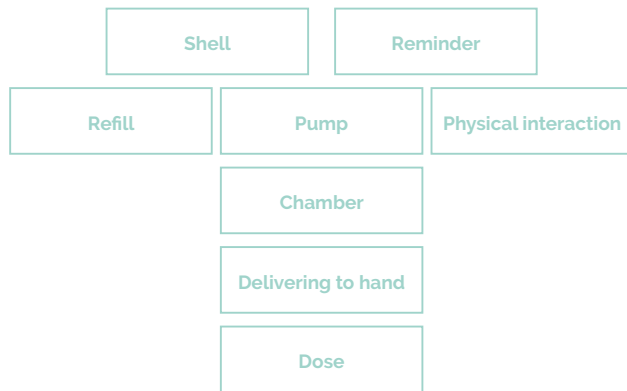 Shell
Reminder
Refill
Pump
Physical interaction
Chamber
Delivering to hand
Dose